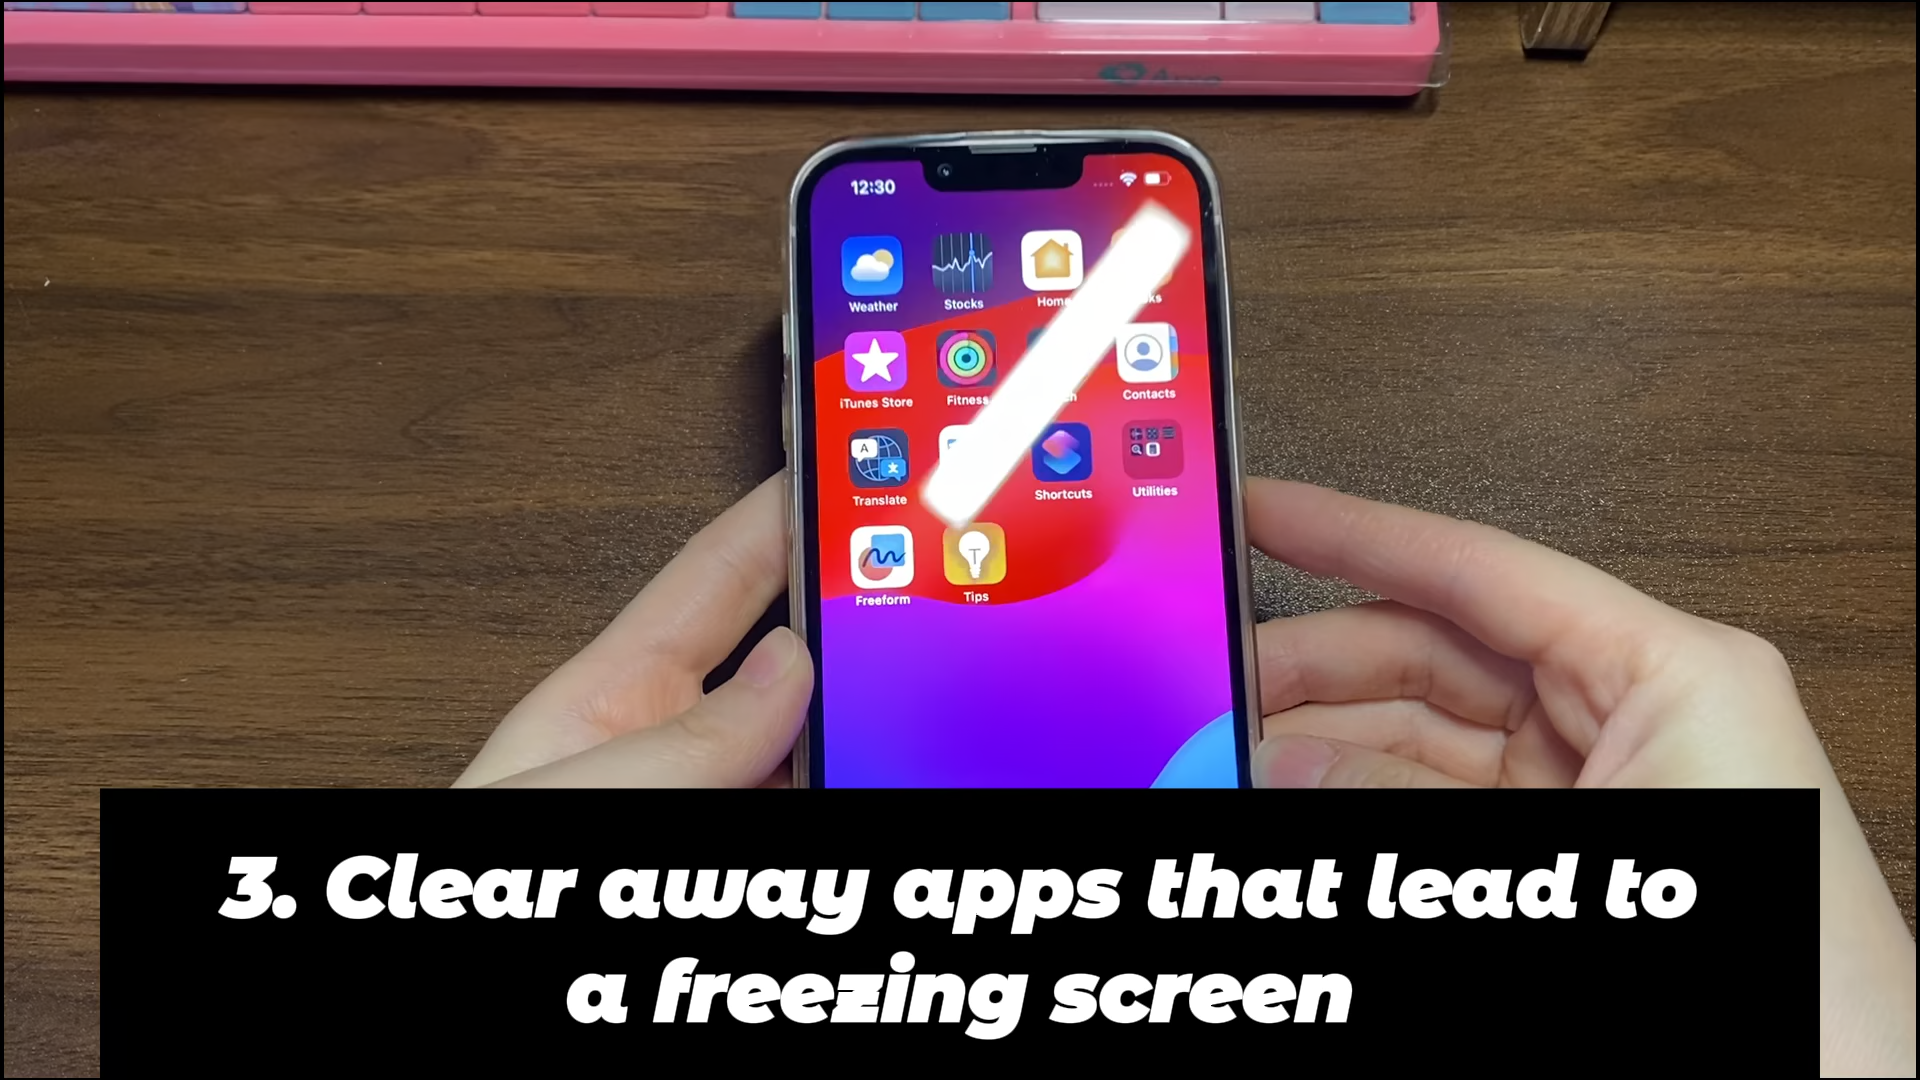 12:30
Weather
Stocks
iTunes Store
Fitness
Contacts
A
Translate
Shortcuts
Utilities
Freeform
Tips
3. Clear away apps that lead to
a freezing screen